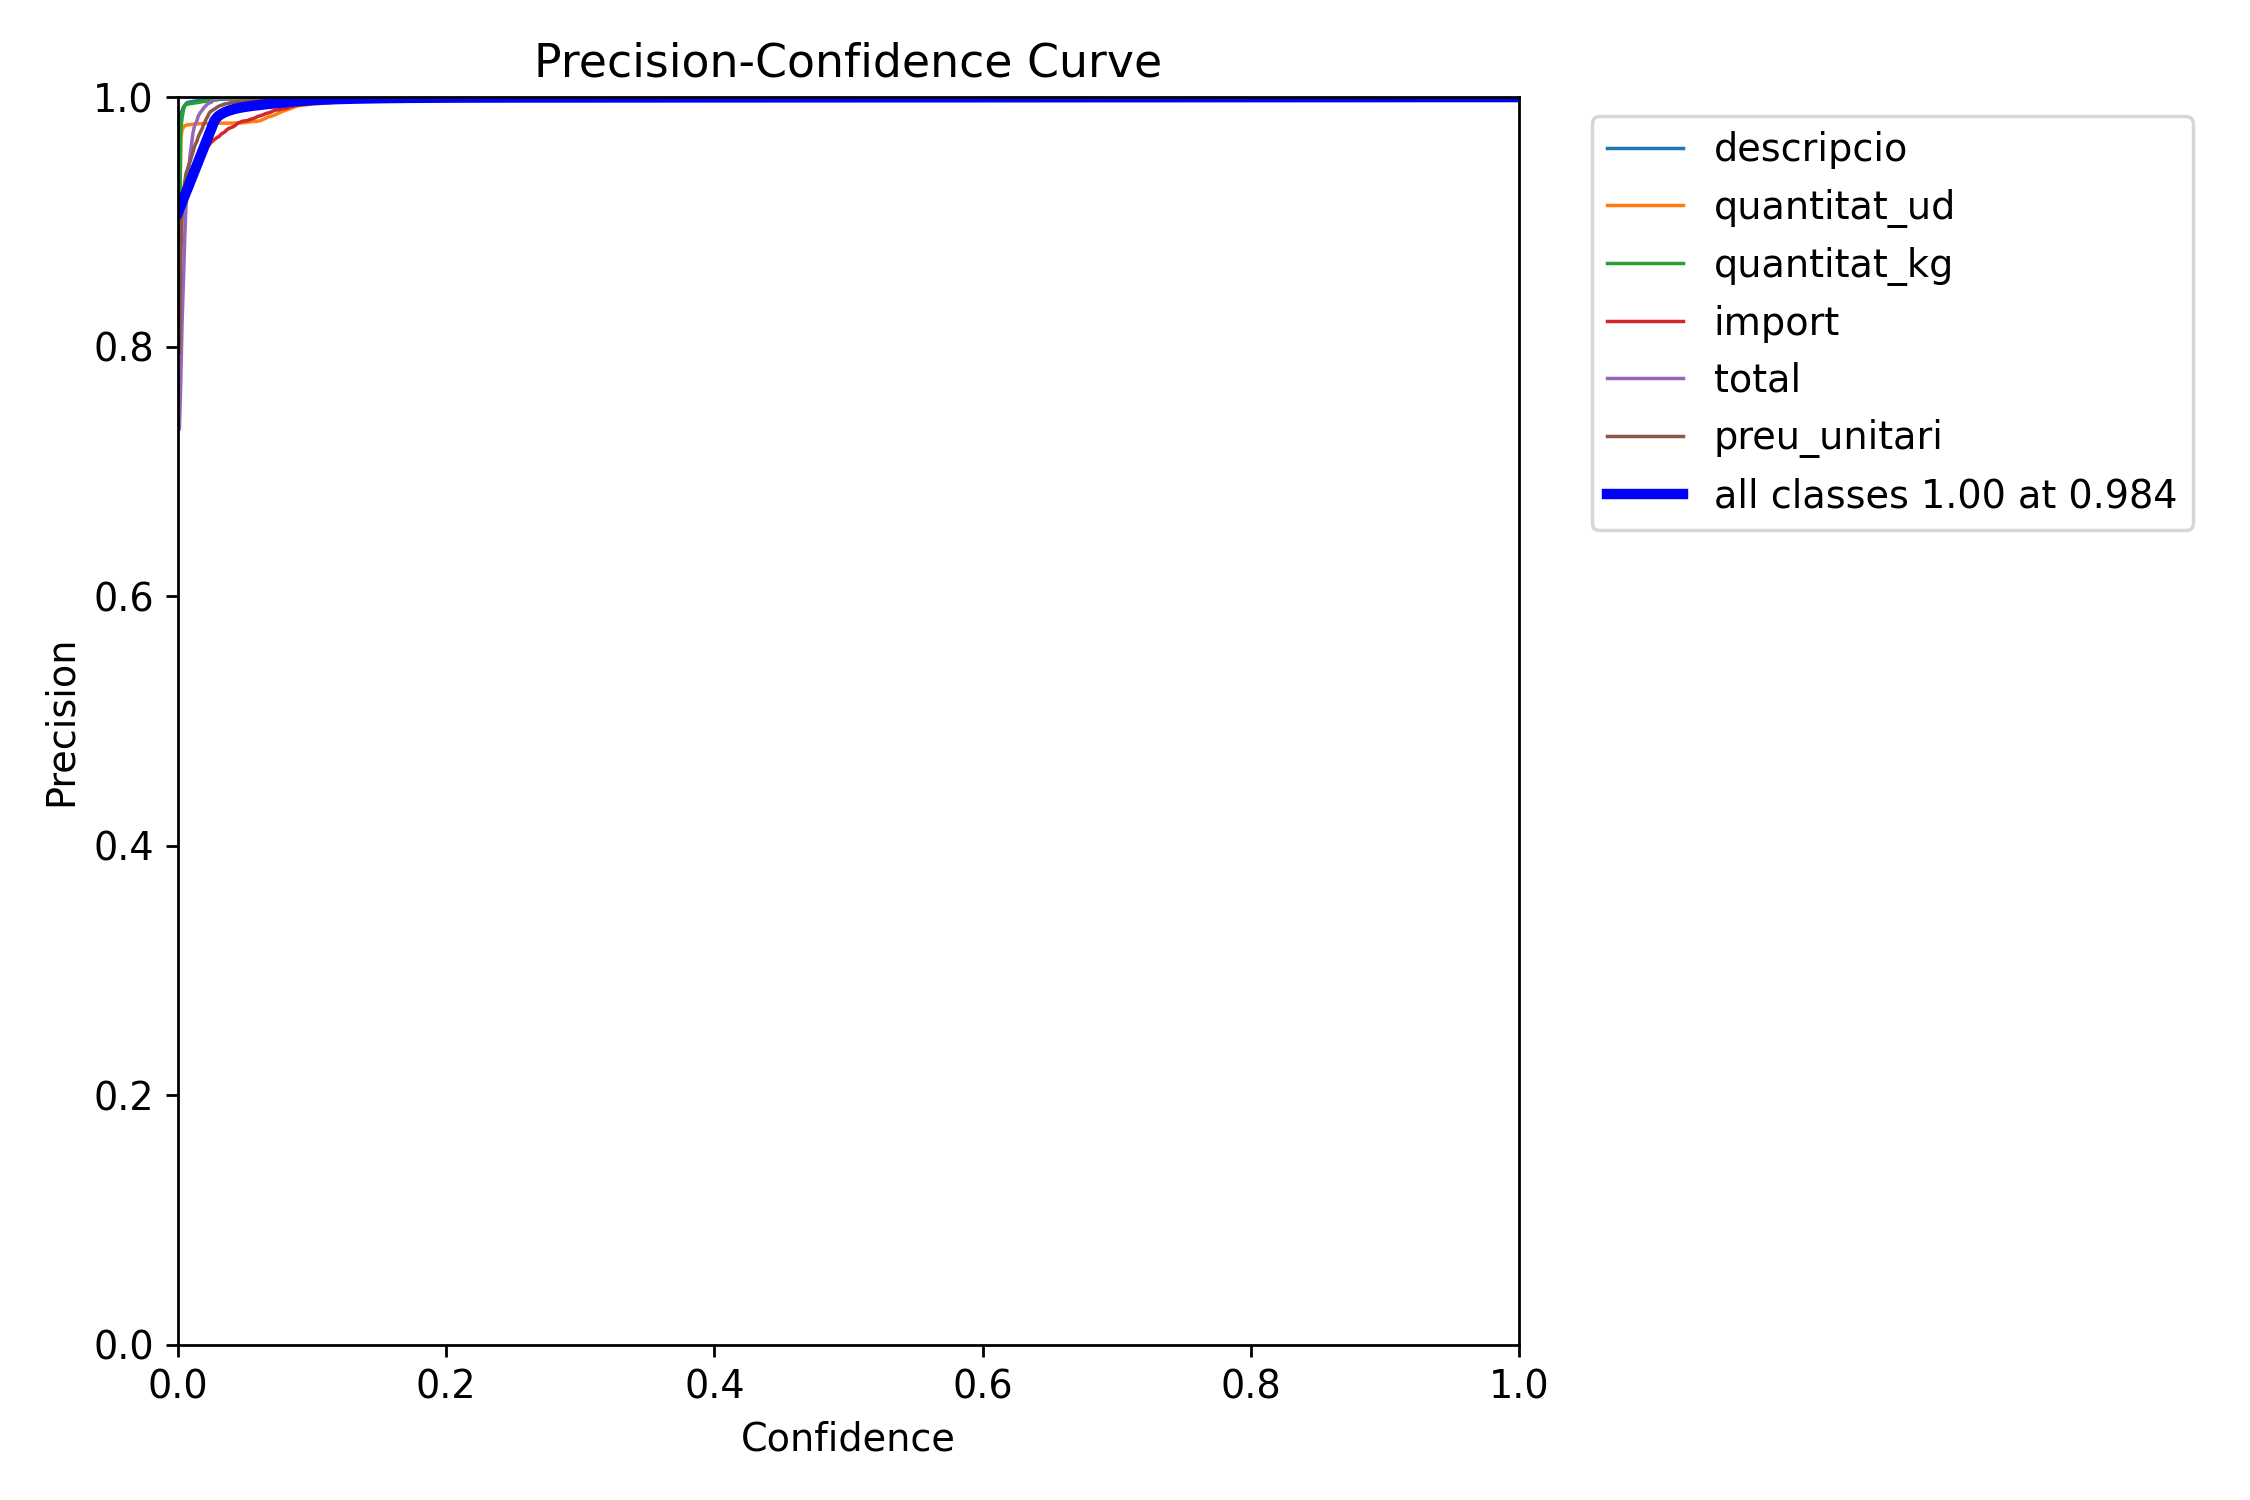 Precision-Confidence Curve
1.0
0.8
0.6
0.4
0.2
0.0
Precision
0.0 0.2 0.4 0.6 0.8 1.0
Confidence
descripcio
quantitat_ud
quantitat_kg
import
total
preu_unitari
all classes 1.00 at 0.984